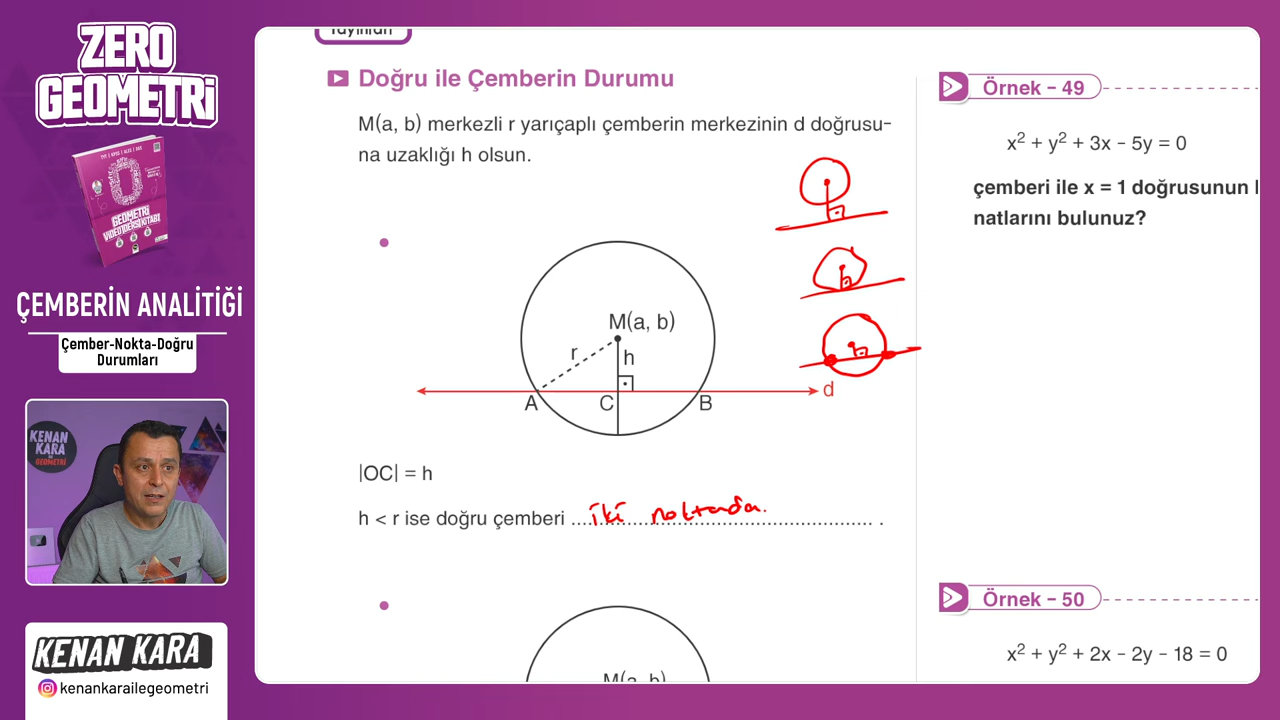 ZERO
GEOMETRİ
GEOMETRİ
VİDEO DERS KİTABI
ÇEMBERİN ANALİTİĞİ
Çember-Nokta-Doğru
Durumları
KENAN
KARA
GEOMETRİ
KENAN KARA
kenankarailegeometri
Yayınları
Doğru ile Çemberin Durumu
M(a, b) merkezli r yarıçaplı çemberin merkezinin d doğrusu-
na uzaklığı h olsun.
M(a, b)
r
h
A
C
B
d
|OC| = h
h < r ise doğru çemberi ...iki noktada... .
M(a, b)
Örnek – 49
x² + y² + 3x – 5y = 0
çemberi ile x = 1 doğrusunun
natlarını bulunuz?
Örnek – 50
x² + y² + 2x – 2y – 18 = 0